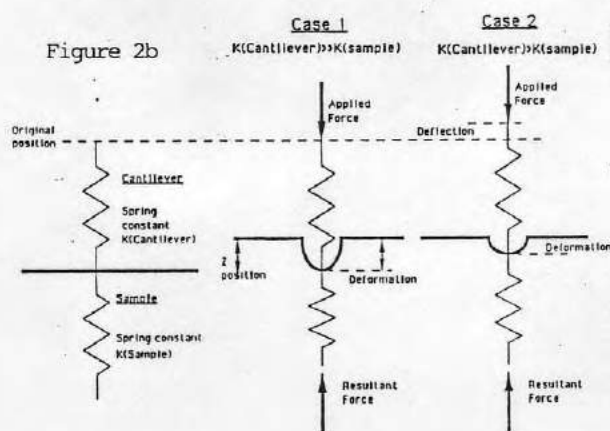 Figure 2b
Case 1
K(Cantilever)>>K(sample)
Case 2
K(Cantilever)>K(sample)
Applied
Force
Applied
Force
Original
position
Deflection
Cantilever
Spring
constant
K(Cantilever)
Z
position
Deformation
Deformation
Sample
Spring constant
K(Sample)
Resultant
Force
Resultant
Force